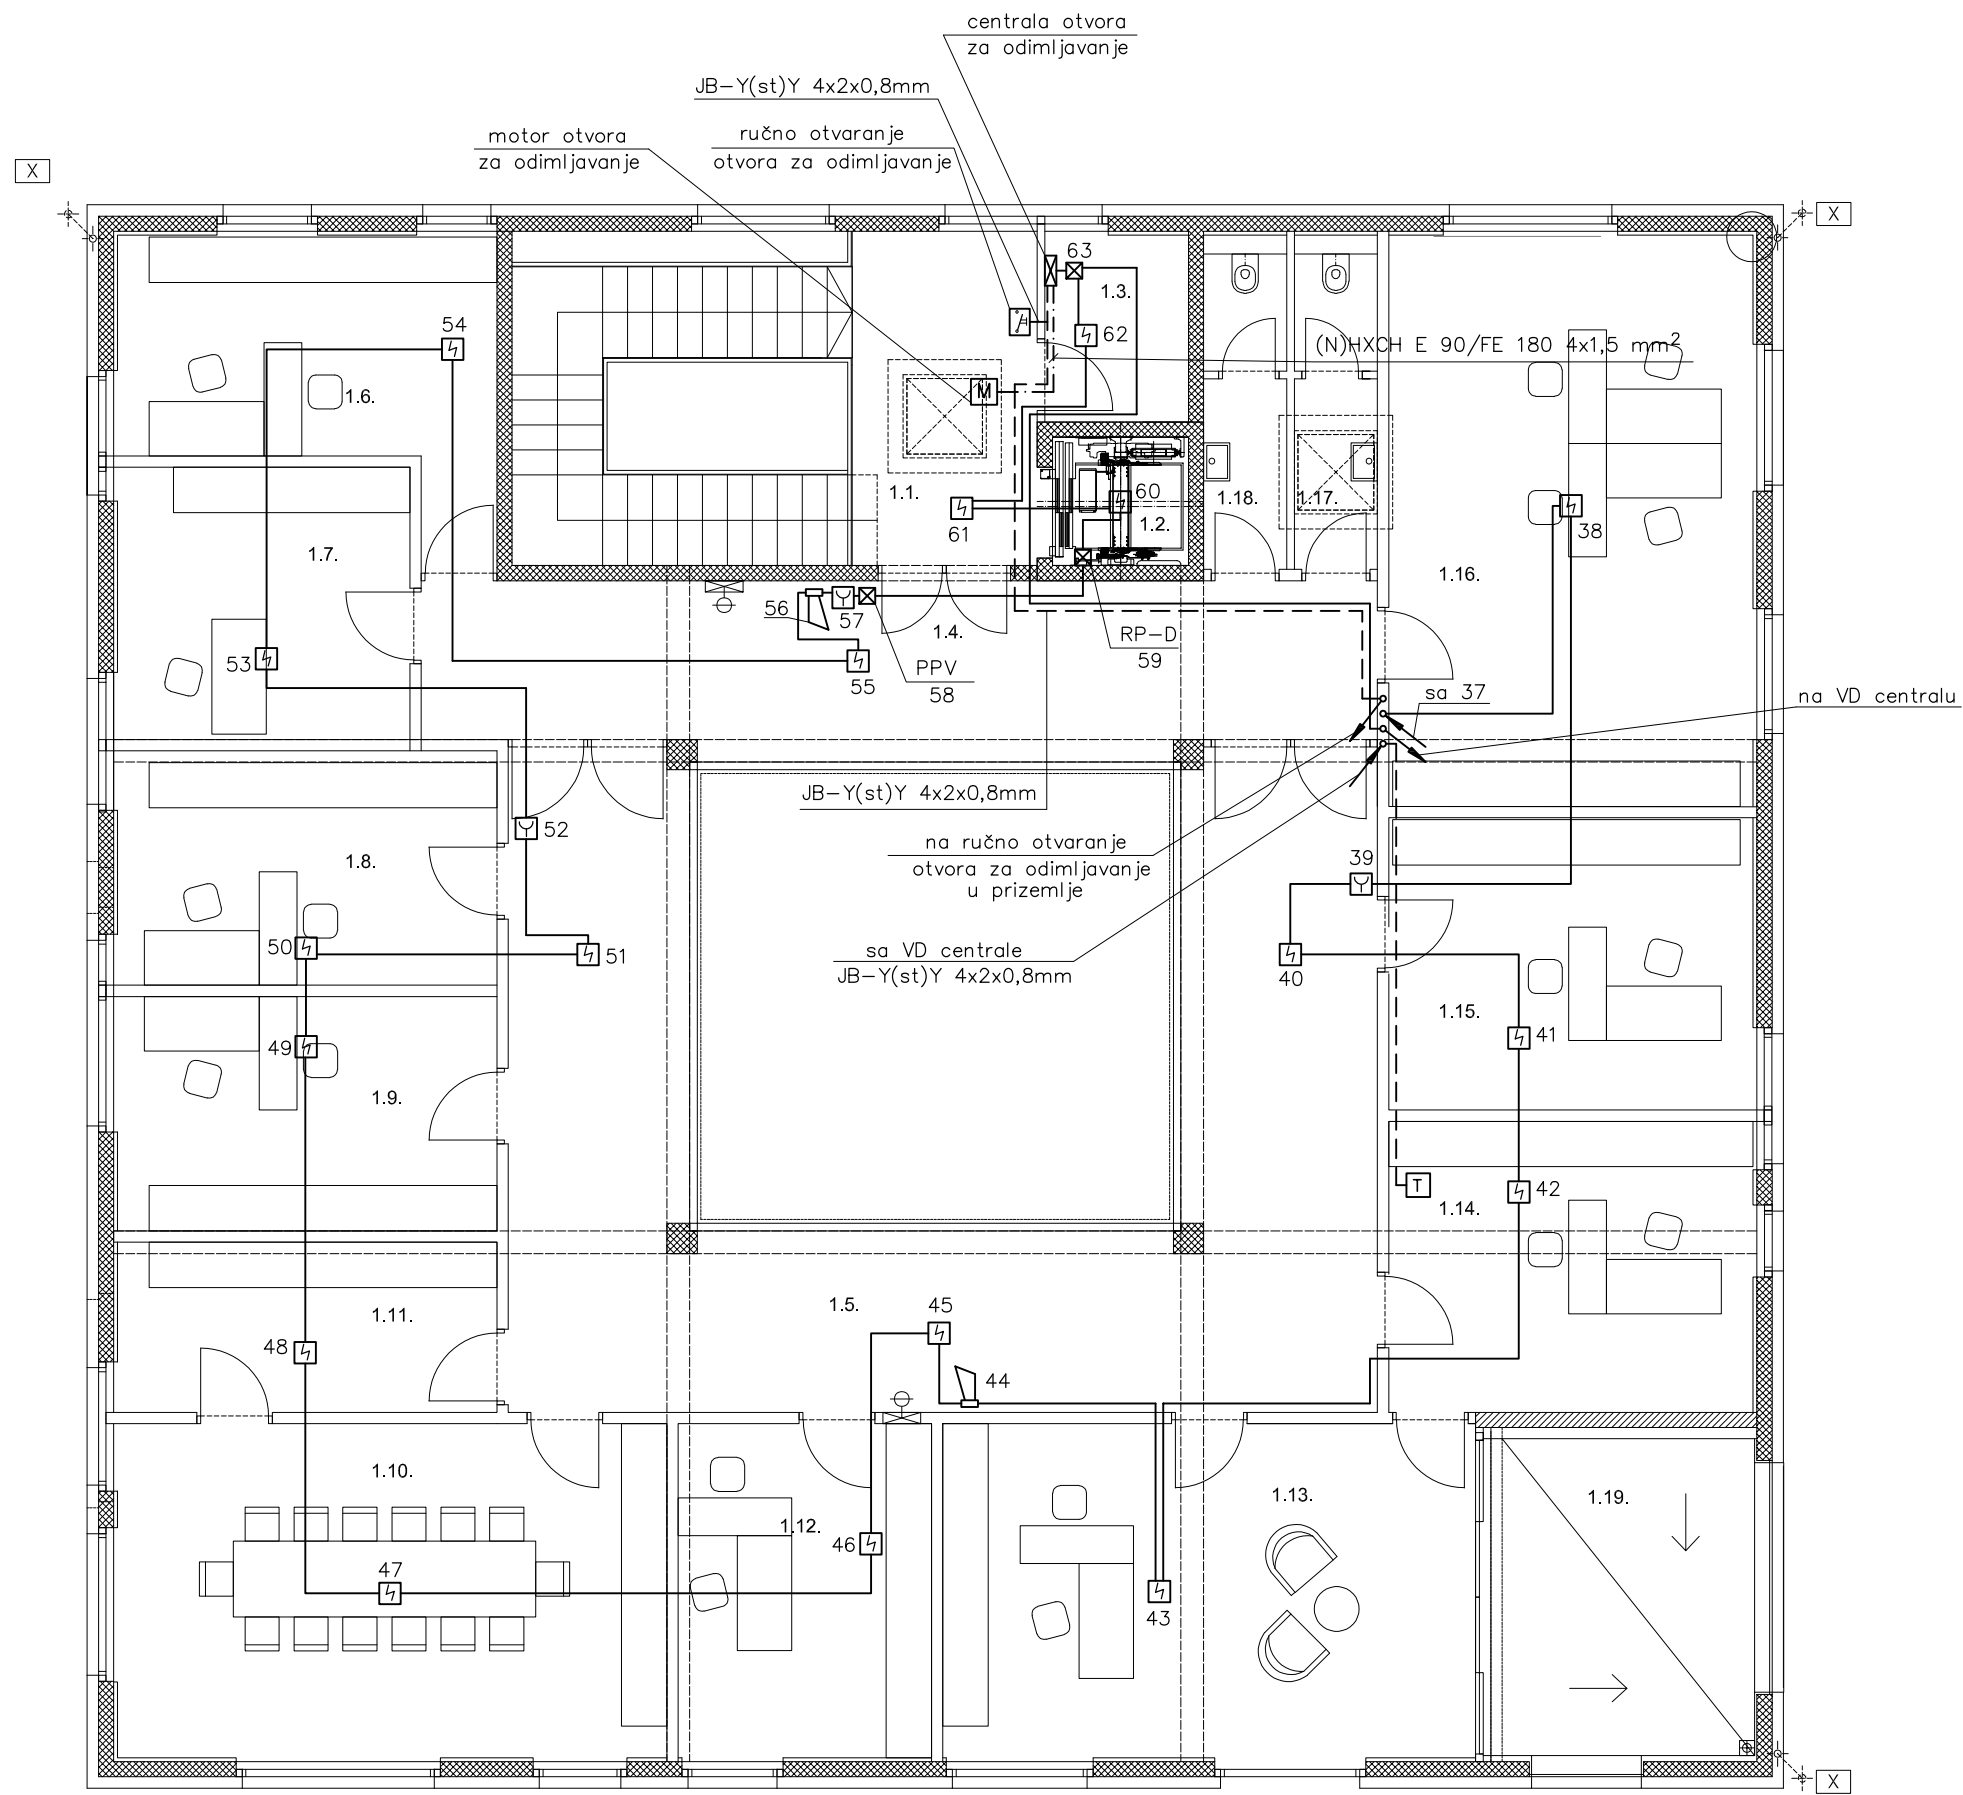 centrala otvora
za odimljavanje
JB-Y(st)Y 4x2x0,8mm
motor otvora
za odimljavanje
ručno otvaranje
otvora za odimljavanje
X
X
63
1.3.
54
62
(N)HXCH E 90/FE 180 4x1,5 mm²
1.6.
M
1.1.
60
1.18.
1.17.
61
1.2.
38
1.7.
1.16.
56
57
1.4.
RP-D
59
53
55
PPV
58
sa 37
na VD centralu
JB-Y(st)Y 4x2x0,8mm
52
na ručno otvaranje
otvora za odimljavanje
u prizemlje
1.8.
39
50
51
sa VD centrale
JB-Y(st)Y 4x2x0,8mm
40
1.15.
49
41
1.9.
T
42
1.14.
1.11.
1.5.
45
48
44
1.10.
1.13.
1.19.
1.12.
46
47
43
X